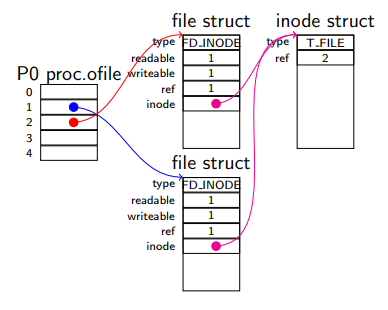 file struct
inode struct
type FD_INODE
type T_FILE
readable 1
ref 2
writeable 1
P0 proc.ofile
ref 1
0
inode
1
2
3
4
file struct
type FD_INODE
readable 1
writeable 1
ref 1
inode